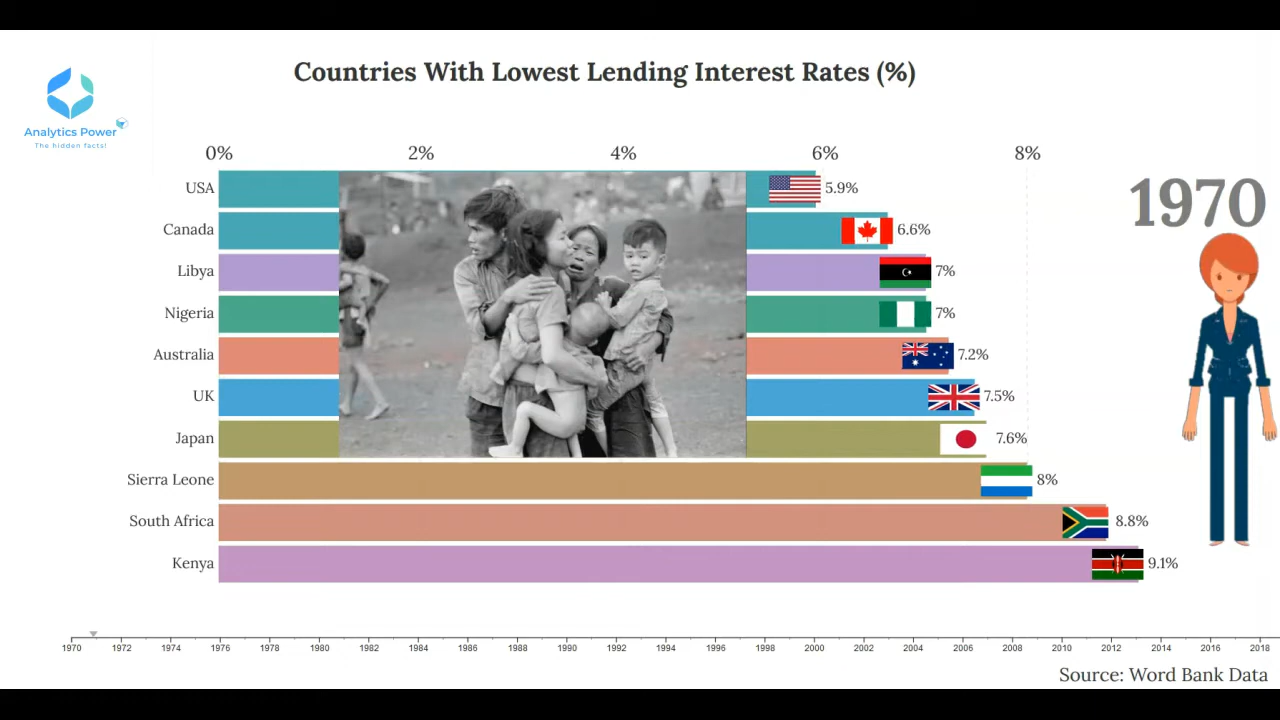 Countries With Lowest Lending Interest Rates (%)
Analytics Power
The hidden facts!
0% 2% 4% 6% 8%
1970
USA 5.9%
Canada 6.6%
Libya 7%
Nigeria 7%
Australia 7.2%
UK 7.5%
Japan 7.6%
Sierra Leone 8%
South Africa 8.8%
Kenya 9.1%
1970 1972 1974 1976 1978 1980 1982 1984 1986 1988 1990 1992 1994 1996 1998 2000 2002 2004 2006 2008 2010 2012 2014 2016 2018
Source: Word Bank Data